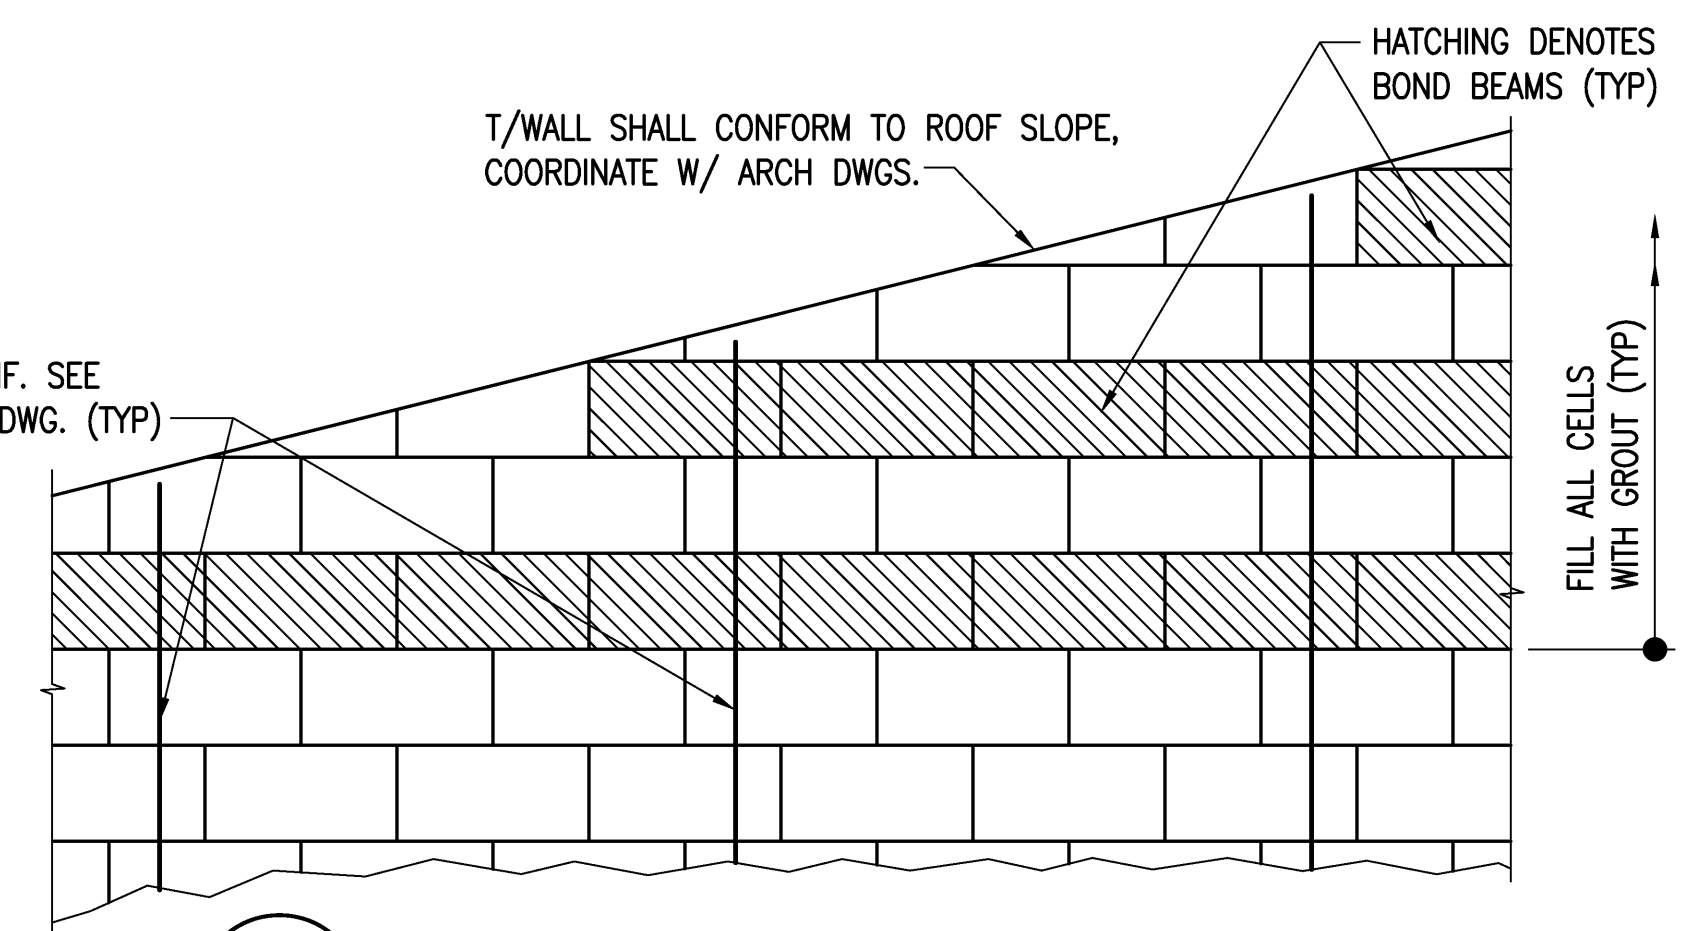 HATCHING DENOTES
BOND BEAMS (TYP)
T/WALL SHALL CONFORM TO ROOF SLOPE,
COORDINATE W/ ARCH DWGS.
SEE
DWG. (TYP)
FILL ALL CELLS
WITH GROUT (TYP)